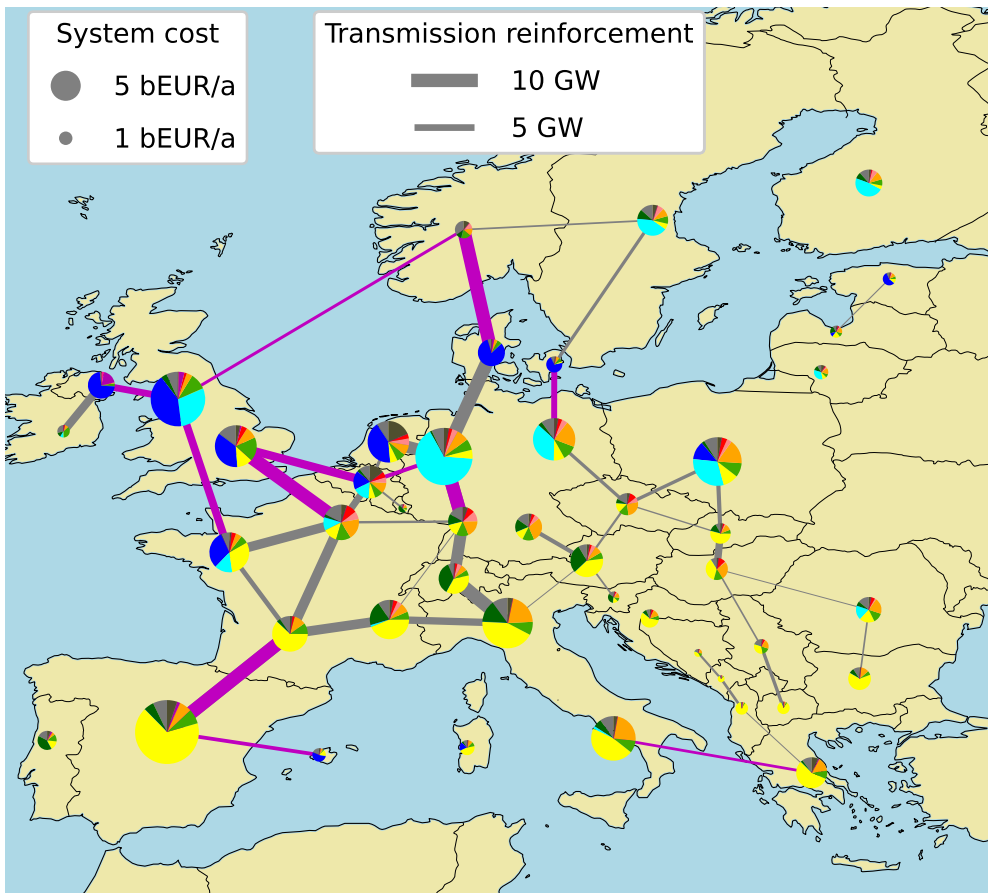 System cost
5 bEUR/a
1 bEUR/a
Transmission reinforcement
10 GW
5 GW